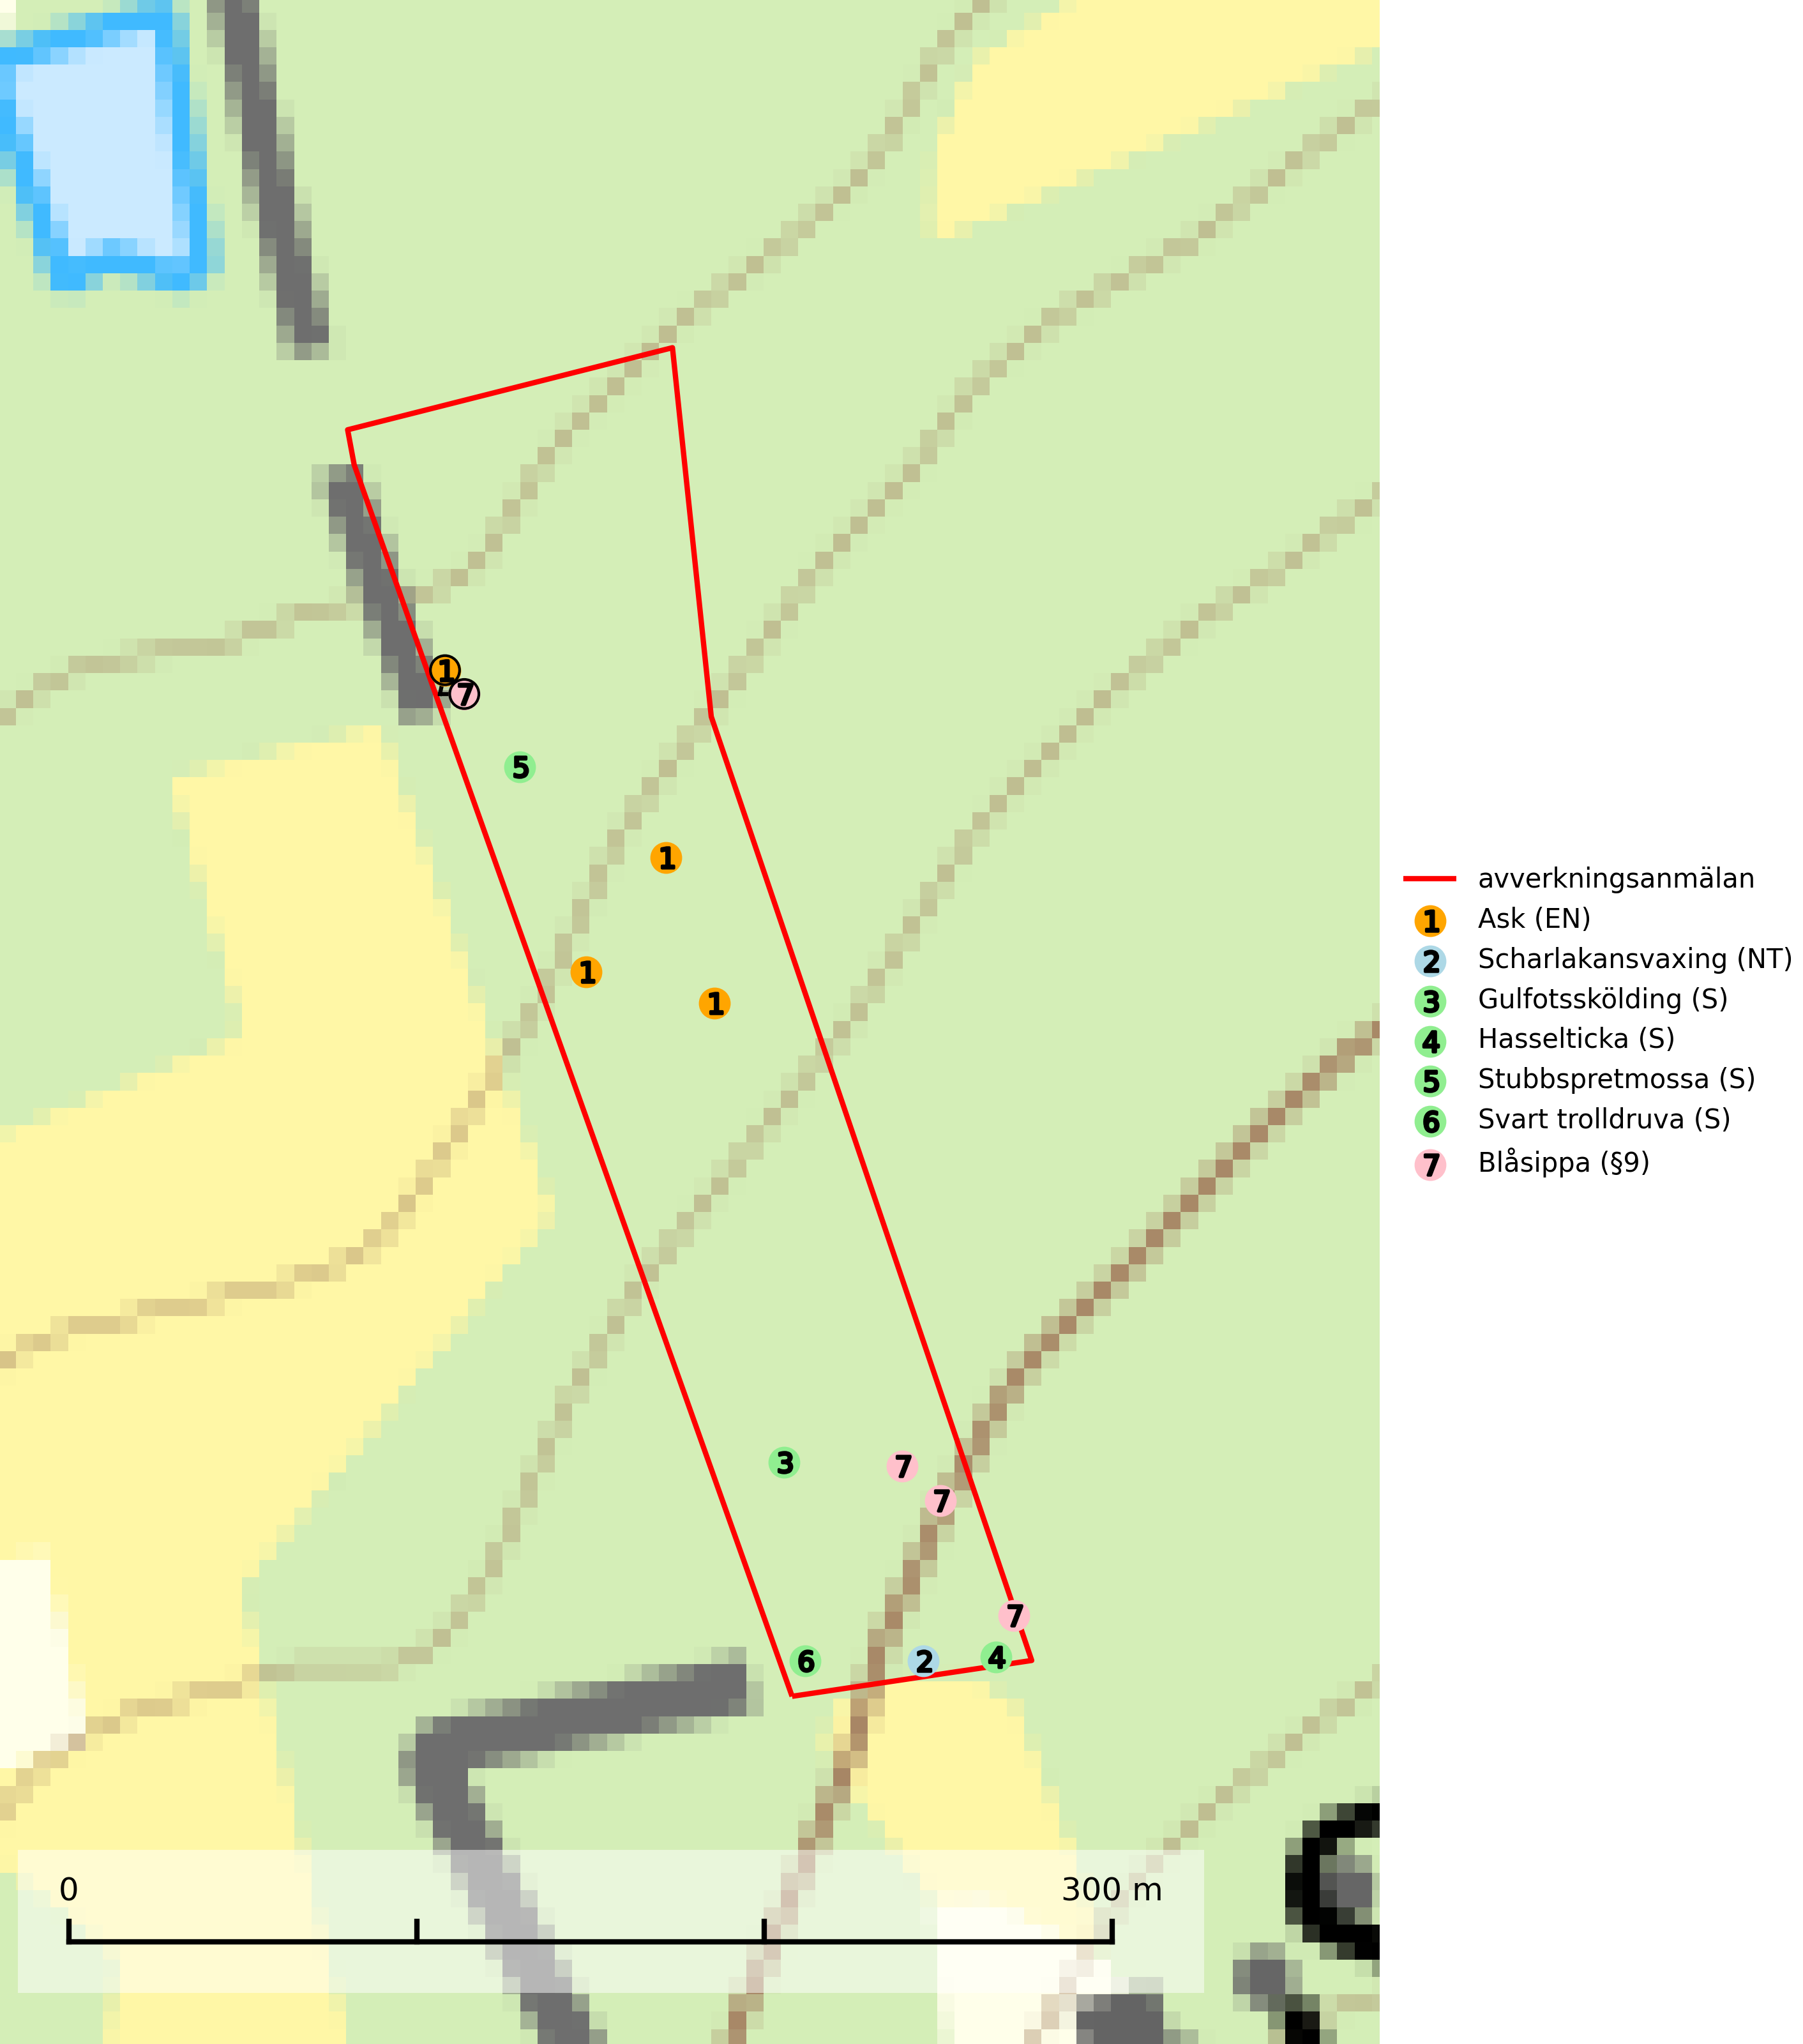 1
7
5
1
1
1
3
7
7
7
6
2
4
0
300 m
avverkningsanmälan
1 Ask (EN)
2 Scharlakansvaxing (NT)
3 Gulfotsskölding (S)
4 Hasselticka (S)
5 Stubbspretmossa (S)
6 Svart trolldruva (S)
7 Blåsippa (§9)